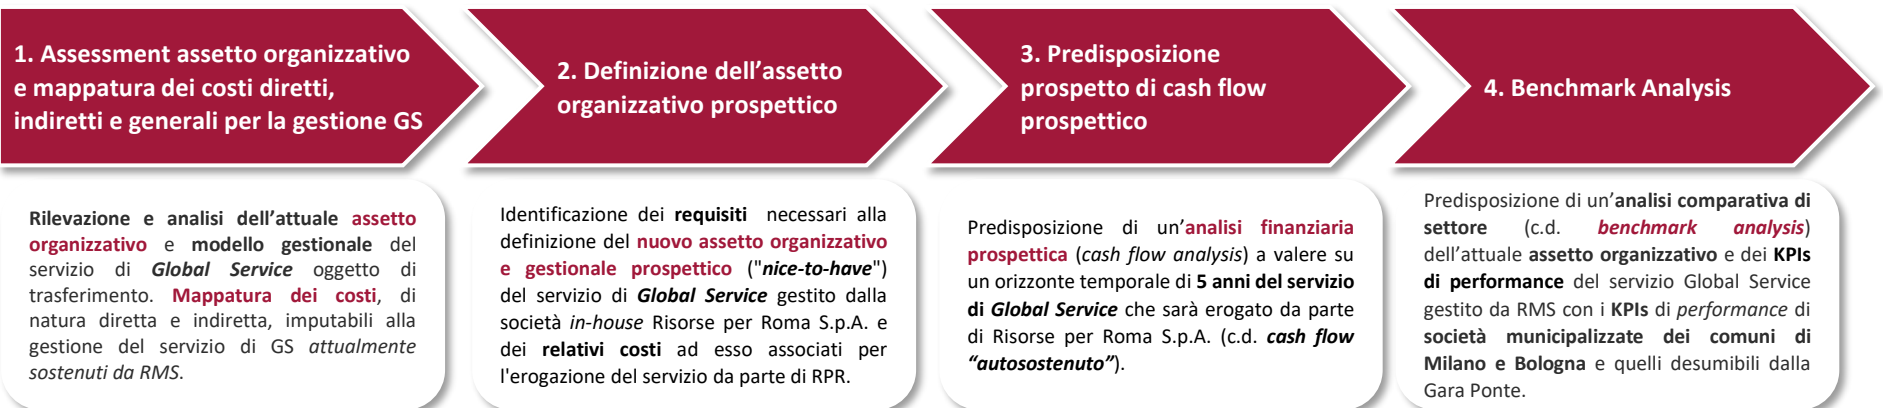 1. Assessment assetto organizzativo
e mappatura dei costi diretti,
indiretti e generali per la gestione GS
2. Definizione dell’assetto
organizzativo prospettico
3. Predisposizione
prospetto di cash flow
prospettico
4. Benchmark Analysis
Rilevazione e analisi dell’attuale assetto
organizzativo e modello gestionale del
servizio di Global Service oggetto di
trasferimento. Mappatura dei costi, di
natura diretta e indiretta, imputabili alla
gestione del servizio di GS attualmente
sostenuti da RMS.
Identificazione dei requisiti necessari alla
definizione del nuovo assetto organizzativo
e gestionale prospettico ("nice-to-have")
del servizio di Global Service gestito dalla
società in-house Risorse per Roma S.p.A. e
dei relativi costi ad esso associati per
l'erogazione del servizio da parte di RPR.
Predisposizione di un’analisi finanziaria
prospettica (cash flow analysis) a valere su
un orizzonte temporale di 5 anni del servizio
di Global Service che sarà erogato da parte
di Risorse per Roma S.p.A. (c.d. cash flow
“autosostenuto”).
Predisposizione di un’analisi comparativa di
settore (c.d. benchmark analysis)
dell’attuale assetto organizzativo e dei KPIs
di performance del servizio Global Service
gestito da RMS con i KPIs di performance di
società municipalizzate dei comuni di
Milano e Bologna e quelli desumibili dalla
Gara Ponte.